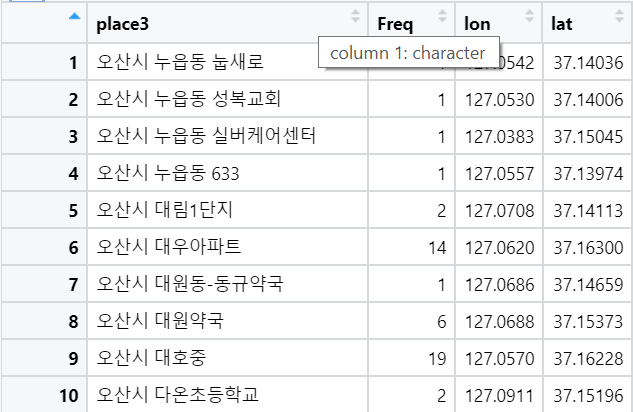 place3 Freq lon lat
column 1: character
1 오산시 누읍동 눕새로 127.0542 37.14036
2 오산시 누읍동 성복교회 1 127.0530 37.14006
3 오산시 누읍동 실버케어센터 1 127.0383 37.15045
4 오산시 누읍동 633 1 127.0557 37.13974
5 오산시 대림1단지 2 127.0708 37.14113
6 오산시 대우아파트 14 127.0620 37.16300
7 오산시 대원동-동규약국 1 127.0686 37.14659
8 오산시 대원약국 6 127.0688 37.15373
9 오산시 대호중 19 127.0570 37.16228
10 오산시 다온초등학교 2 127.0911 37.15196